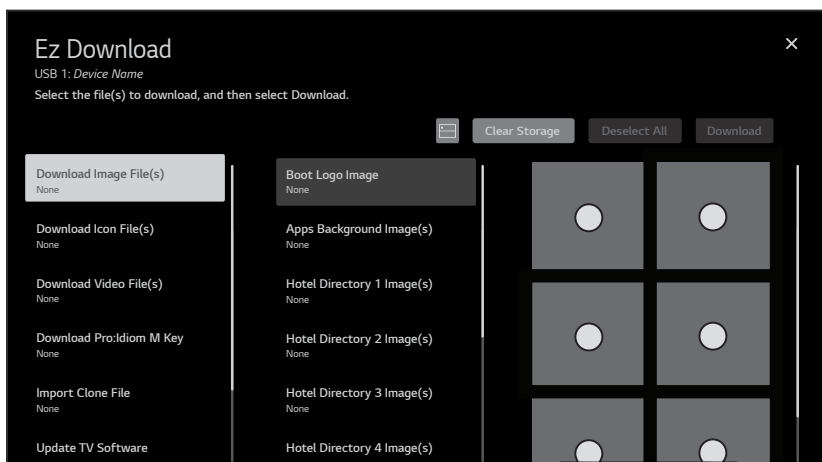 Ez Download
USB 1: Device Name
Select the file(s) to download, and then select Download.
Clear Storage
Deselect All
Download
Download Image File(s)
None
Download Icon File(s)
None
Download Video File(s)
None
Download Pro:Idiom M Key
None
Import Clone File
None
Update TV Software
Boot Logo Image
None
Apps Background Image(s)
None
Hotel Directory 1 Image(s)
None
Hotel Directory 2 Image(s)
None
Hotel Directory 3 Image(s)
None
Hotel Directory 4 Image(s)